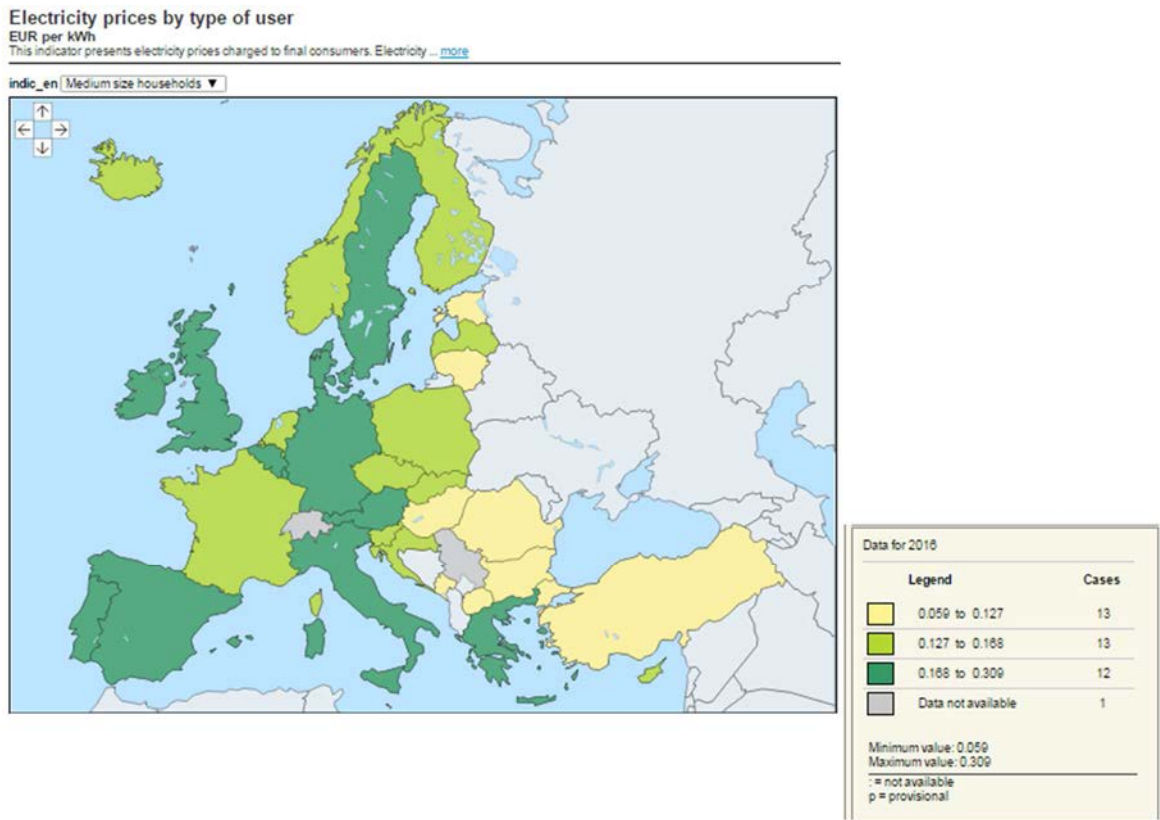 Electricity prices by type of user
EUR per kWh
This indicator presents electricity prices charged to final consumers. Electricity ... more
indic_en Medium size households ▼
Data for 2016
Legend Cases
0.059 to 0.127 13
0.127 to 0.168 13
0.168 to 0.309 12
Data not available 1
Minimum value: 0.059
Maximum value: 0.309
: = not available
p = provisional